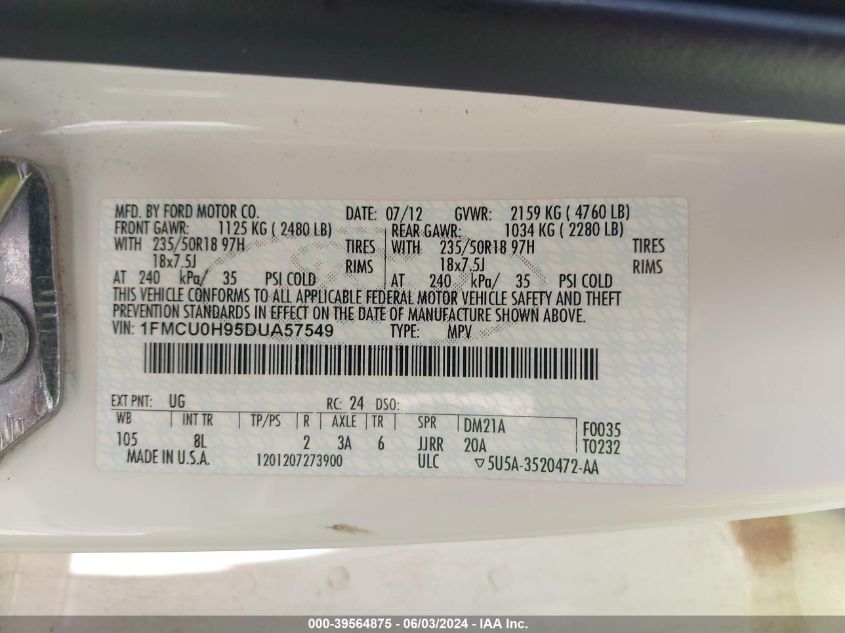 MFD. BY FORD MOTOR CO. DATE: 07/12 GVWR: 2159 KG ( 4760 LB)
FRONT GAWR: 1125 KG ( 2480 LB) REAR GAWR: 1034 KG ( 2280 LB)
WITH 235/50R18 97H TIRES WITH 235/50R18 97H TIRES
18x7.5J RIMS 18x7.5J RIMS
AT 240 kPa/ 35 PSI COLD AT 240 kPa/ 35 PSI COLD
THIS VEHICLE CONFORMS TO ALL APPLICABLE FEDERAL MOTOR VEHICLE SAFETY AND THEFT
PREVENTION STANDARDS IN EFFECT ON THE DATE OF MANUFACTURE SHOWN ABOVE.
VIN: 1FMCU0H95DUA57549 TYPE: MPV
EXT PNT: UG RC: 24 DSO:
WB INT TR TP/PS R AXLE TR SPR DM21A F0035
105 8L 2 3A 6 JJRR 20A T0232
MADE IN U.S.A. 1201207273900 ULC ▽5U5A-3520472-AA
000-39564875 - 06/03/2024 - IAA Inc.